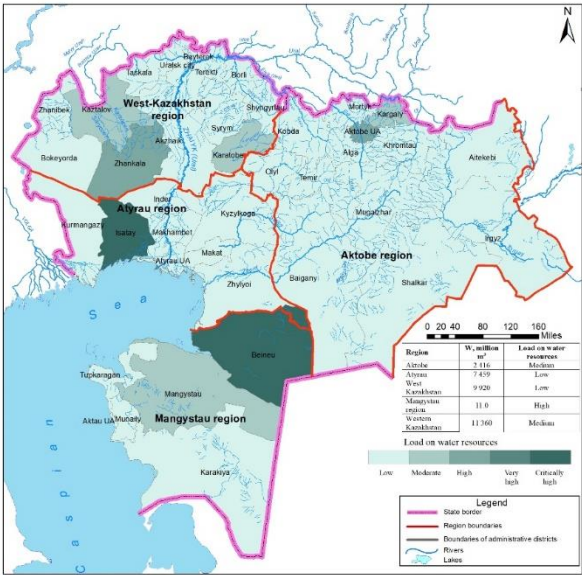 N
Baiterek
Taskala
Uralsk city
Terekti
Borli
West-Kazakhstan
region
Zhanibek
Kaztalov
Shyngyrlau
Syrym
Akzhaik
Karatobe
Bokeyorda
Zhankala
Martyk
Kargaly
Kobda
Aktobe UA
Alga
Khromtau
Aitekebi
Oiyl
Temir
Mugalzhar
Inder
Atyrau region
Kyzylkoga
Kurmangazy
Isatay
Makhambet
Makat
Atyrau UA
Zhylyoi
Aktobe region
Baiganyi
Irgyz
Shalkar
Caspian Sea
Beineu
Tupkaragan
Mangystau
Munaily
Aktau UA
Mangystau region
Karakiya
0 20 40 80 120 160
Miles
Region W, million m³ Load on water resources
Aktobe 2 116 Medium
Atyrau 7 459 Low
West Kazakhstan 9 920 Low
Mangystau region 11.0 High
Western Kazakhstan 11 360 Medium
Load on water resources
Low Moderate High Very high Critically high
Legend
State border
Region boundaries
Boundaries of administrative districts
Rivers
Lakes